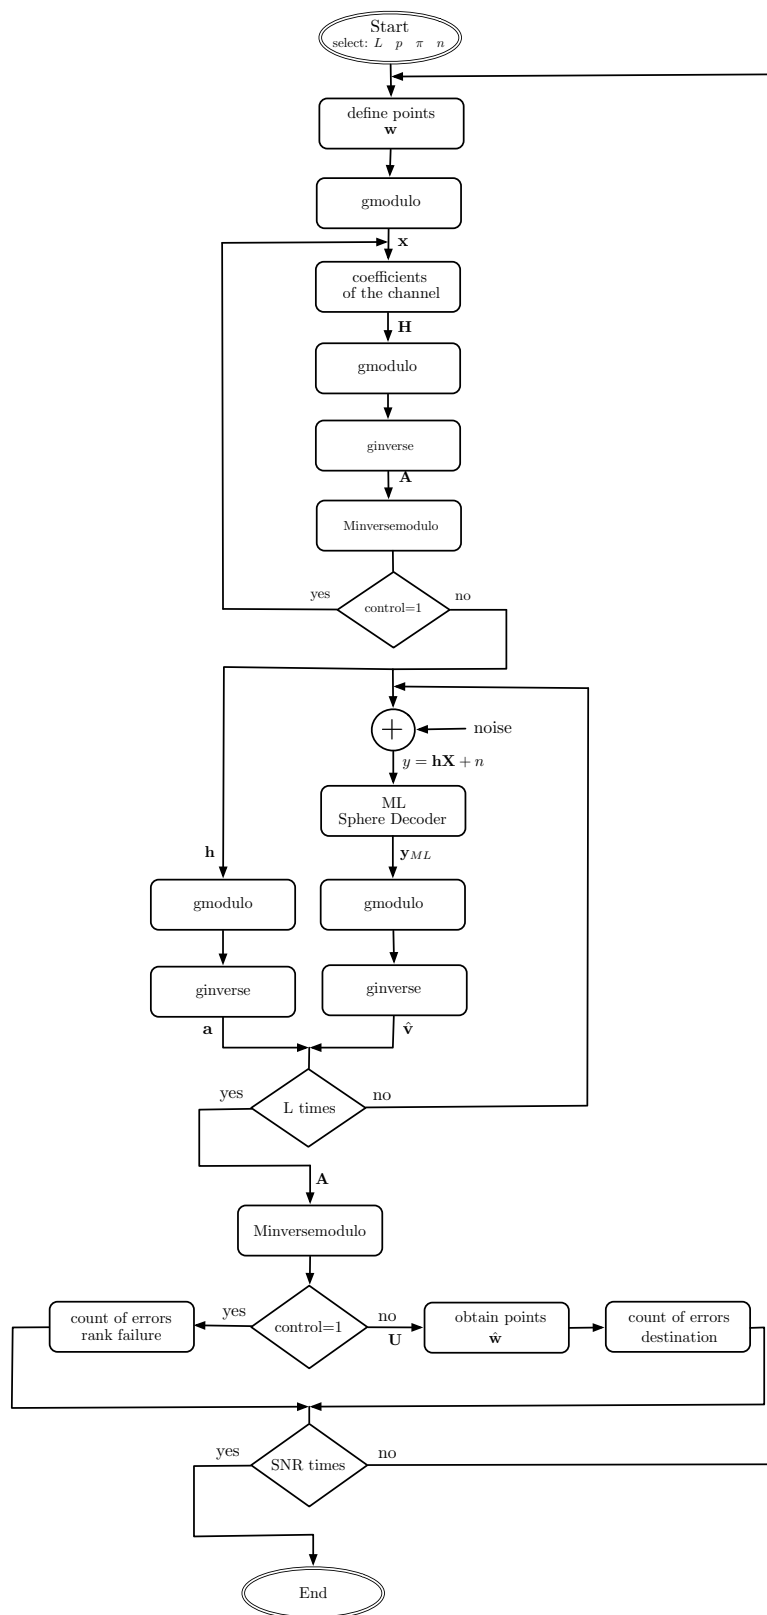 Start
select: L p π n
define points
w
gmodulo
x
coefficients
of the channel
H
gmodulo
ginverse
A
Minversemodulo
yes
control=1
no
+
noise
y = hX + n
ML
Sphere Decoder
h
y_{ML}
gmodulo
gmodulo
ginverse
ginverse
a
v̂
yes
L times
no
A
Minversemodulo
count of errors
rank failure
yes
control=1
no
U
obtain points
ŵ
count of errors
destination
yes
SNR times
no
End